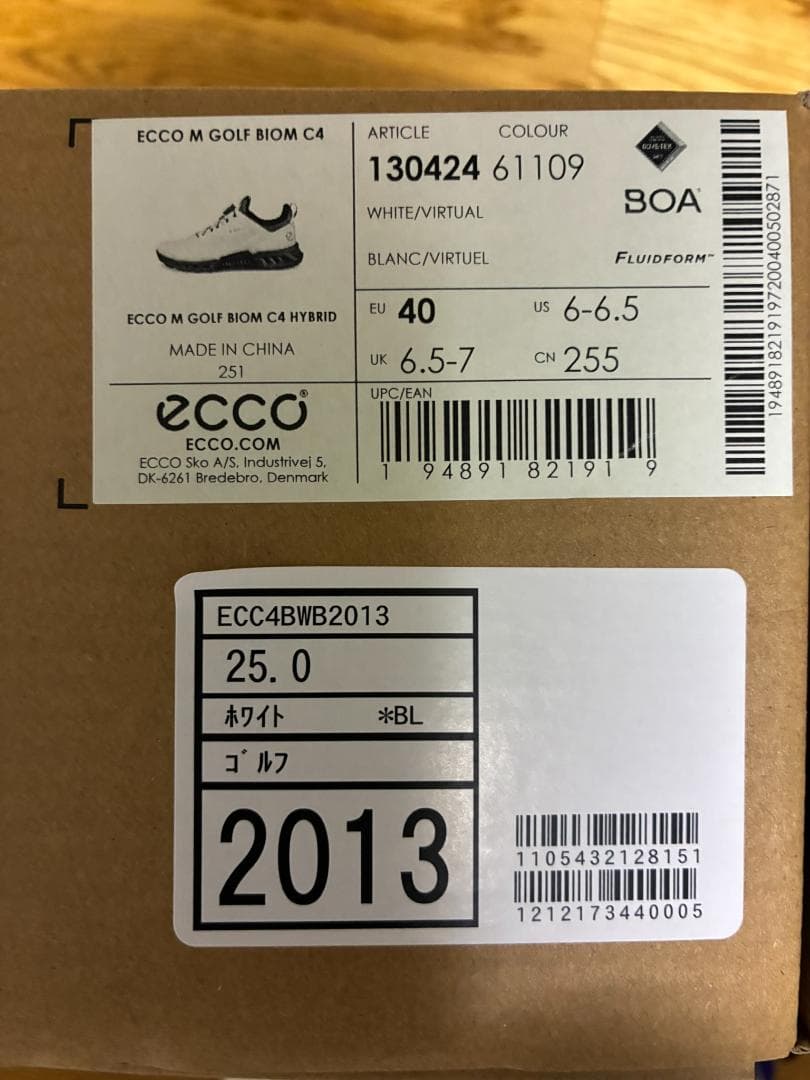 ECCO M GOLF BIOM C4
ECCO M GOLF BIOM C4 HYBRID
MADE IN CHINA
251
ecco®
ECCO.COM
ECCO Sko A/S, Industrivej 5,
DK-6261 Bredebro, Denmark
ARTICLE COLOUR
130424 61109
WHITE/VIRTUAL
BLANC/VIRTUEL
GORE-TEX
BOA®
FLUIDFORM™
EU 40 US 6-6.5
UK 6.5-7 CN 255
UPC/EAN
1 94891 82191 9
1948918219197200400502871
ECC4BWB2013
25.0
ﾎﾜｲﾄ *BL
ｺﾞﾙﾌ
2013
1105432128151
1212173440005